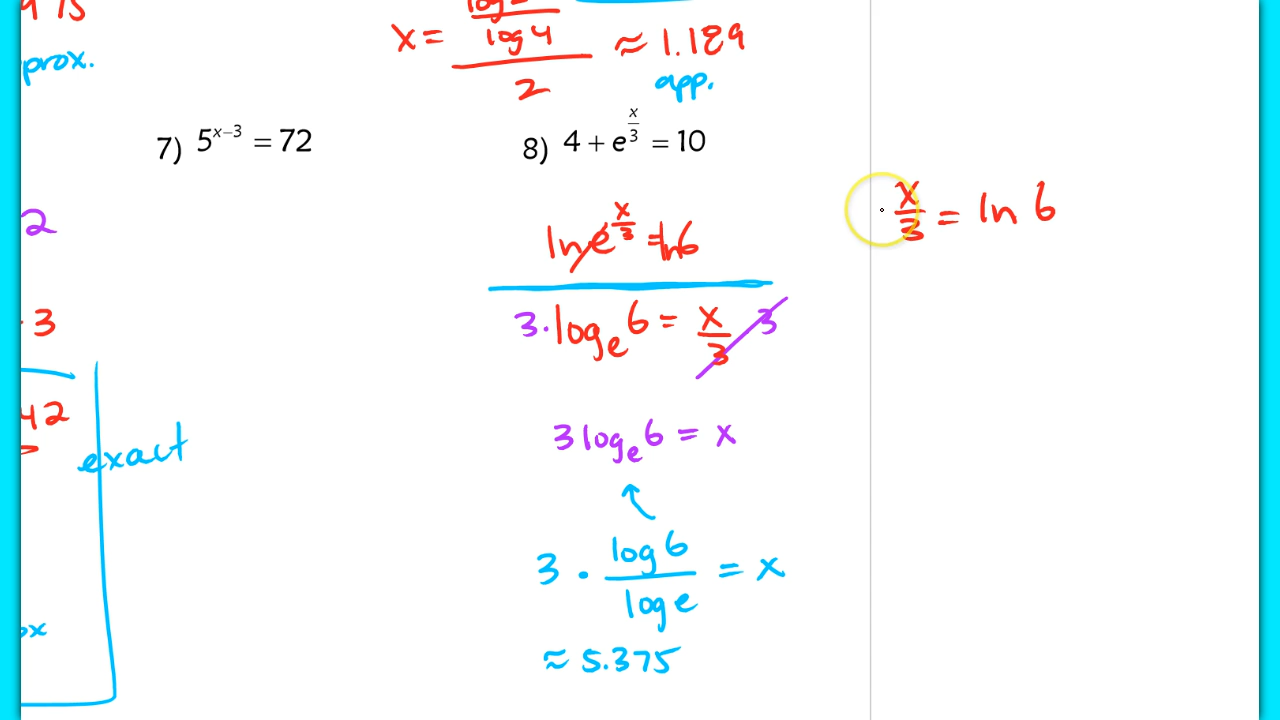 975
prox.
x = log 4 / 2 ≈ 1.189
app.
7) 5^(x−3) = 72
8) 4 + e^(x/3) = 10
2
ln e^(x/3) = ln 6
x/3 = ln 6
3 · log_e 6 = x/3 · 3
3
42
exact
3 log_e 6 = x
3 · log 6 / log e = x
ox
≈ 5.375